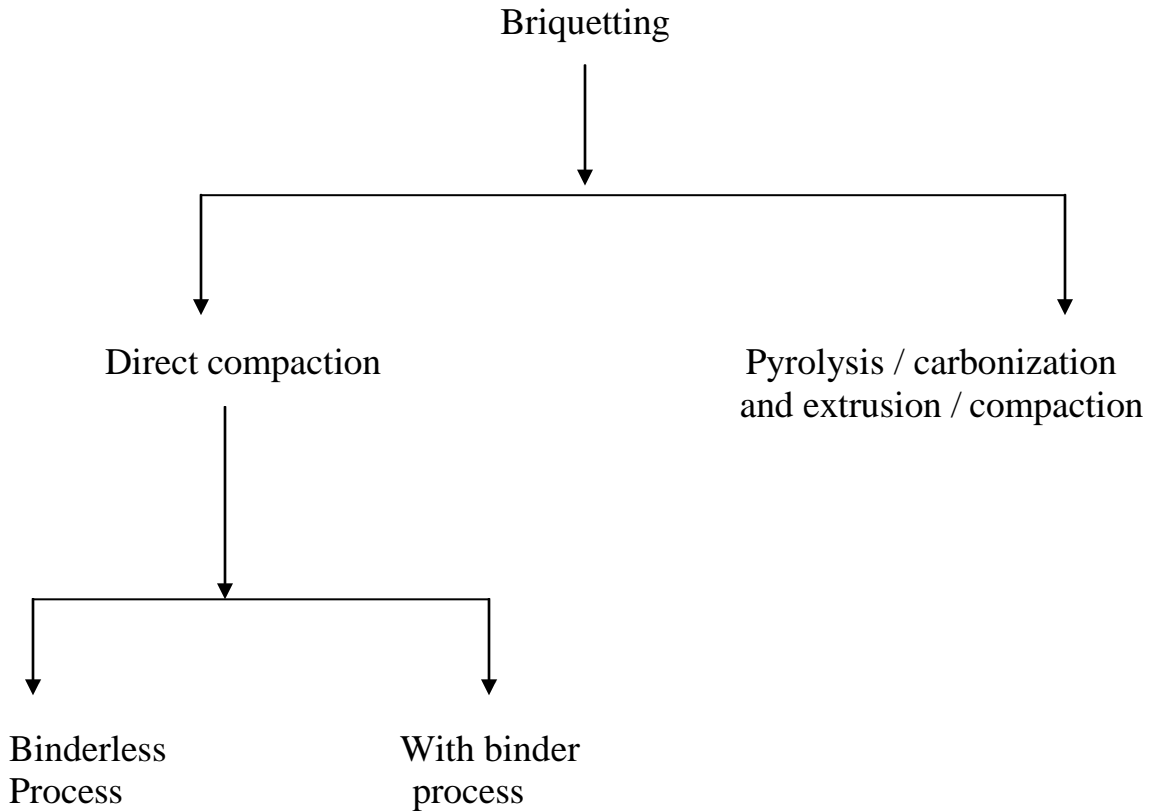 Briquetting
Direct compaction
Pyrolysis / carbonization
and extrusion / compaction
Binderless
Process
With binder
process